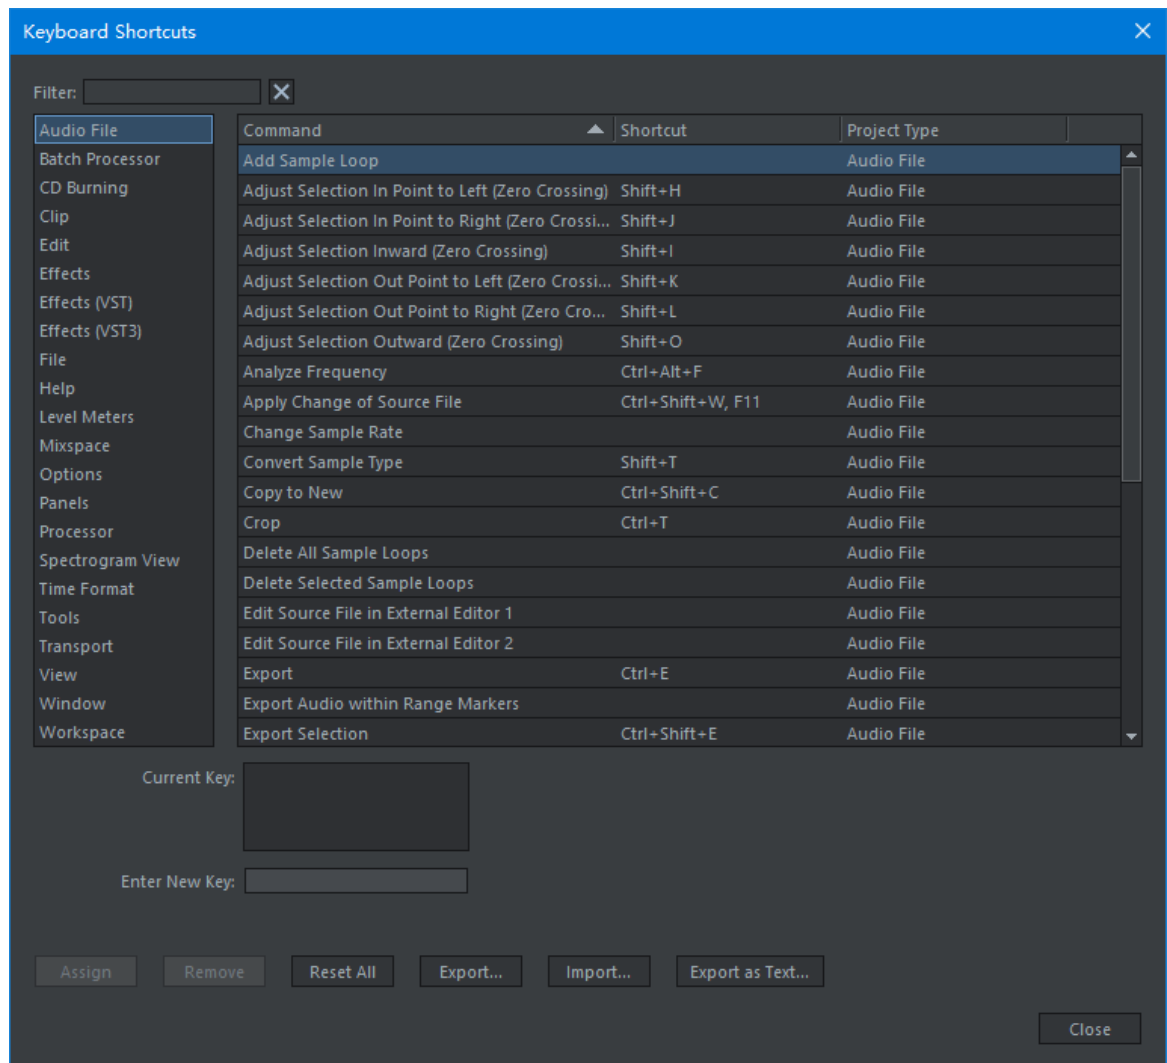 Keyboard Shortcuts
Filter:
Audio File
Batch Processor
CD Burning
Clip
Edit
Effects
Effects (VST)
Effects (VST3)
File
Help
Level Meters
Mixspace
Options
Panels
Processor
Spectrogram View
Time Format
Tools
Transport
View
Window
Workspace
Command Shortcut Project Type
Add Sample Loop Audio File
Adjust Selection In Point to Left (Zero Crossing) Shift+H Audio File
Adjust Selection In Point to Right (Zero Crossi... Shift+J Audio File
Adjust Selection Inward (Zero Crossing) Shift+I Audio File
Adjust Selection Out Point to Left (Zero Crossi... Shift+K Audio File
Adjust Selection Out Point to Right (Zero Cro... Shift+L Audio File
Adjust Selection Outward (Zero Crossing) Shift+O Audio File
Analyze Frequency Ctrl+Alt+F Audio File
Apply Change of Source File Ctrl+Shift+W, F11 Audio File
Change Sample Rate Audio File
Convert Sample Type Shift+T Audio File
Copy to New Ctrl+Shift+C Audio File
Crop Ctrl+T Audio File
Delete All Sample Loops Audio File
Delete Selected Sample Loops Audio File
Edit Source File in External Editor 1 Audio File
Edit Source File in External Editor 2 Audio File
Export Ctrl+E Audio File
Export Audio within Range Markers Audio File
Export Selection Ctrl+Shift+E Audio File
Current Key:
Enter New Key:
Assign Remove Reset All Export... Import... Export as Text...
Close